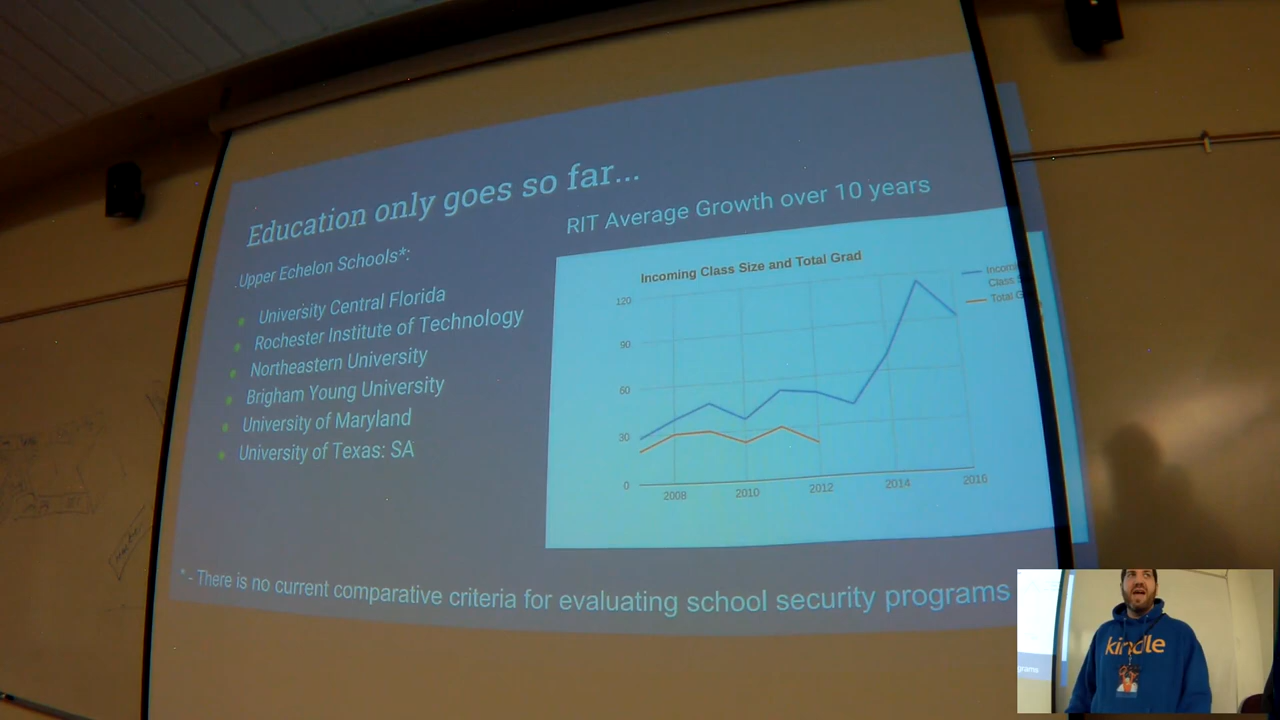 Education only goes so far...
Upper Echelon Schools*:
University Central Florida
Rochester Institute of Technology
Northeastern University
Brigham Young University
University of Maryland
University of Texas: SA
RIT Average Growth over 10 years
Incoming Class Size and Total Grad
120
90
60
30
0
2008
2010
2012
2014
2016
Class
Total
* - There is no current comparative criteria for evaluating school security programs
kindle